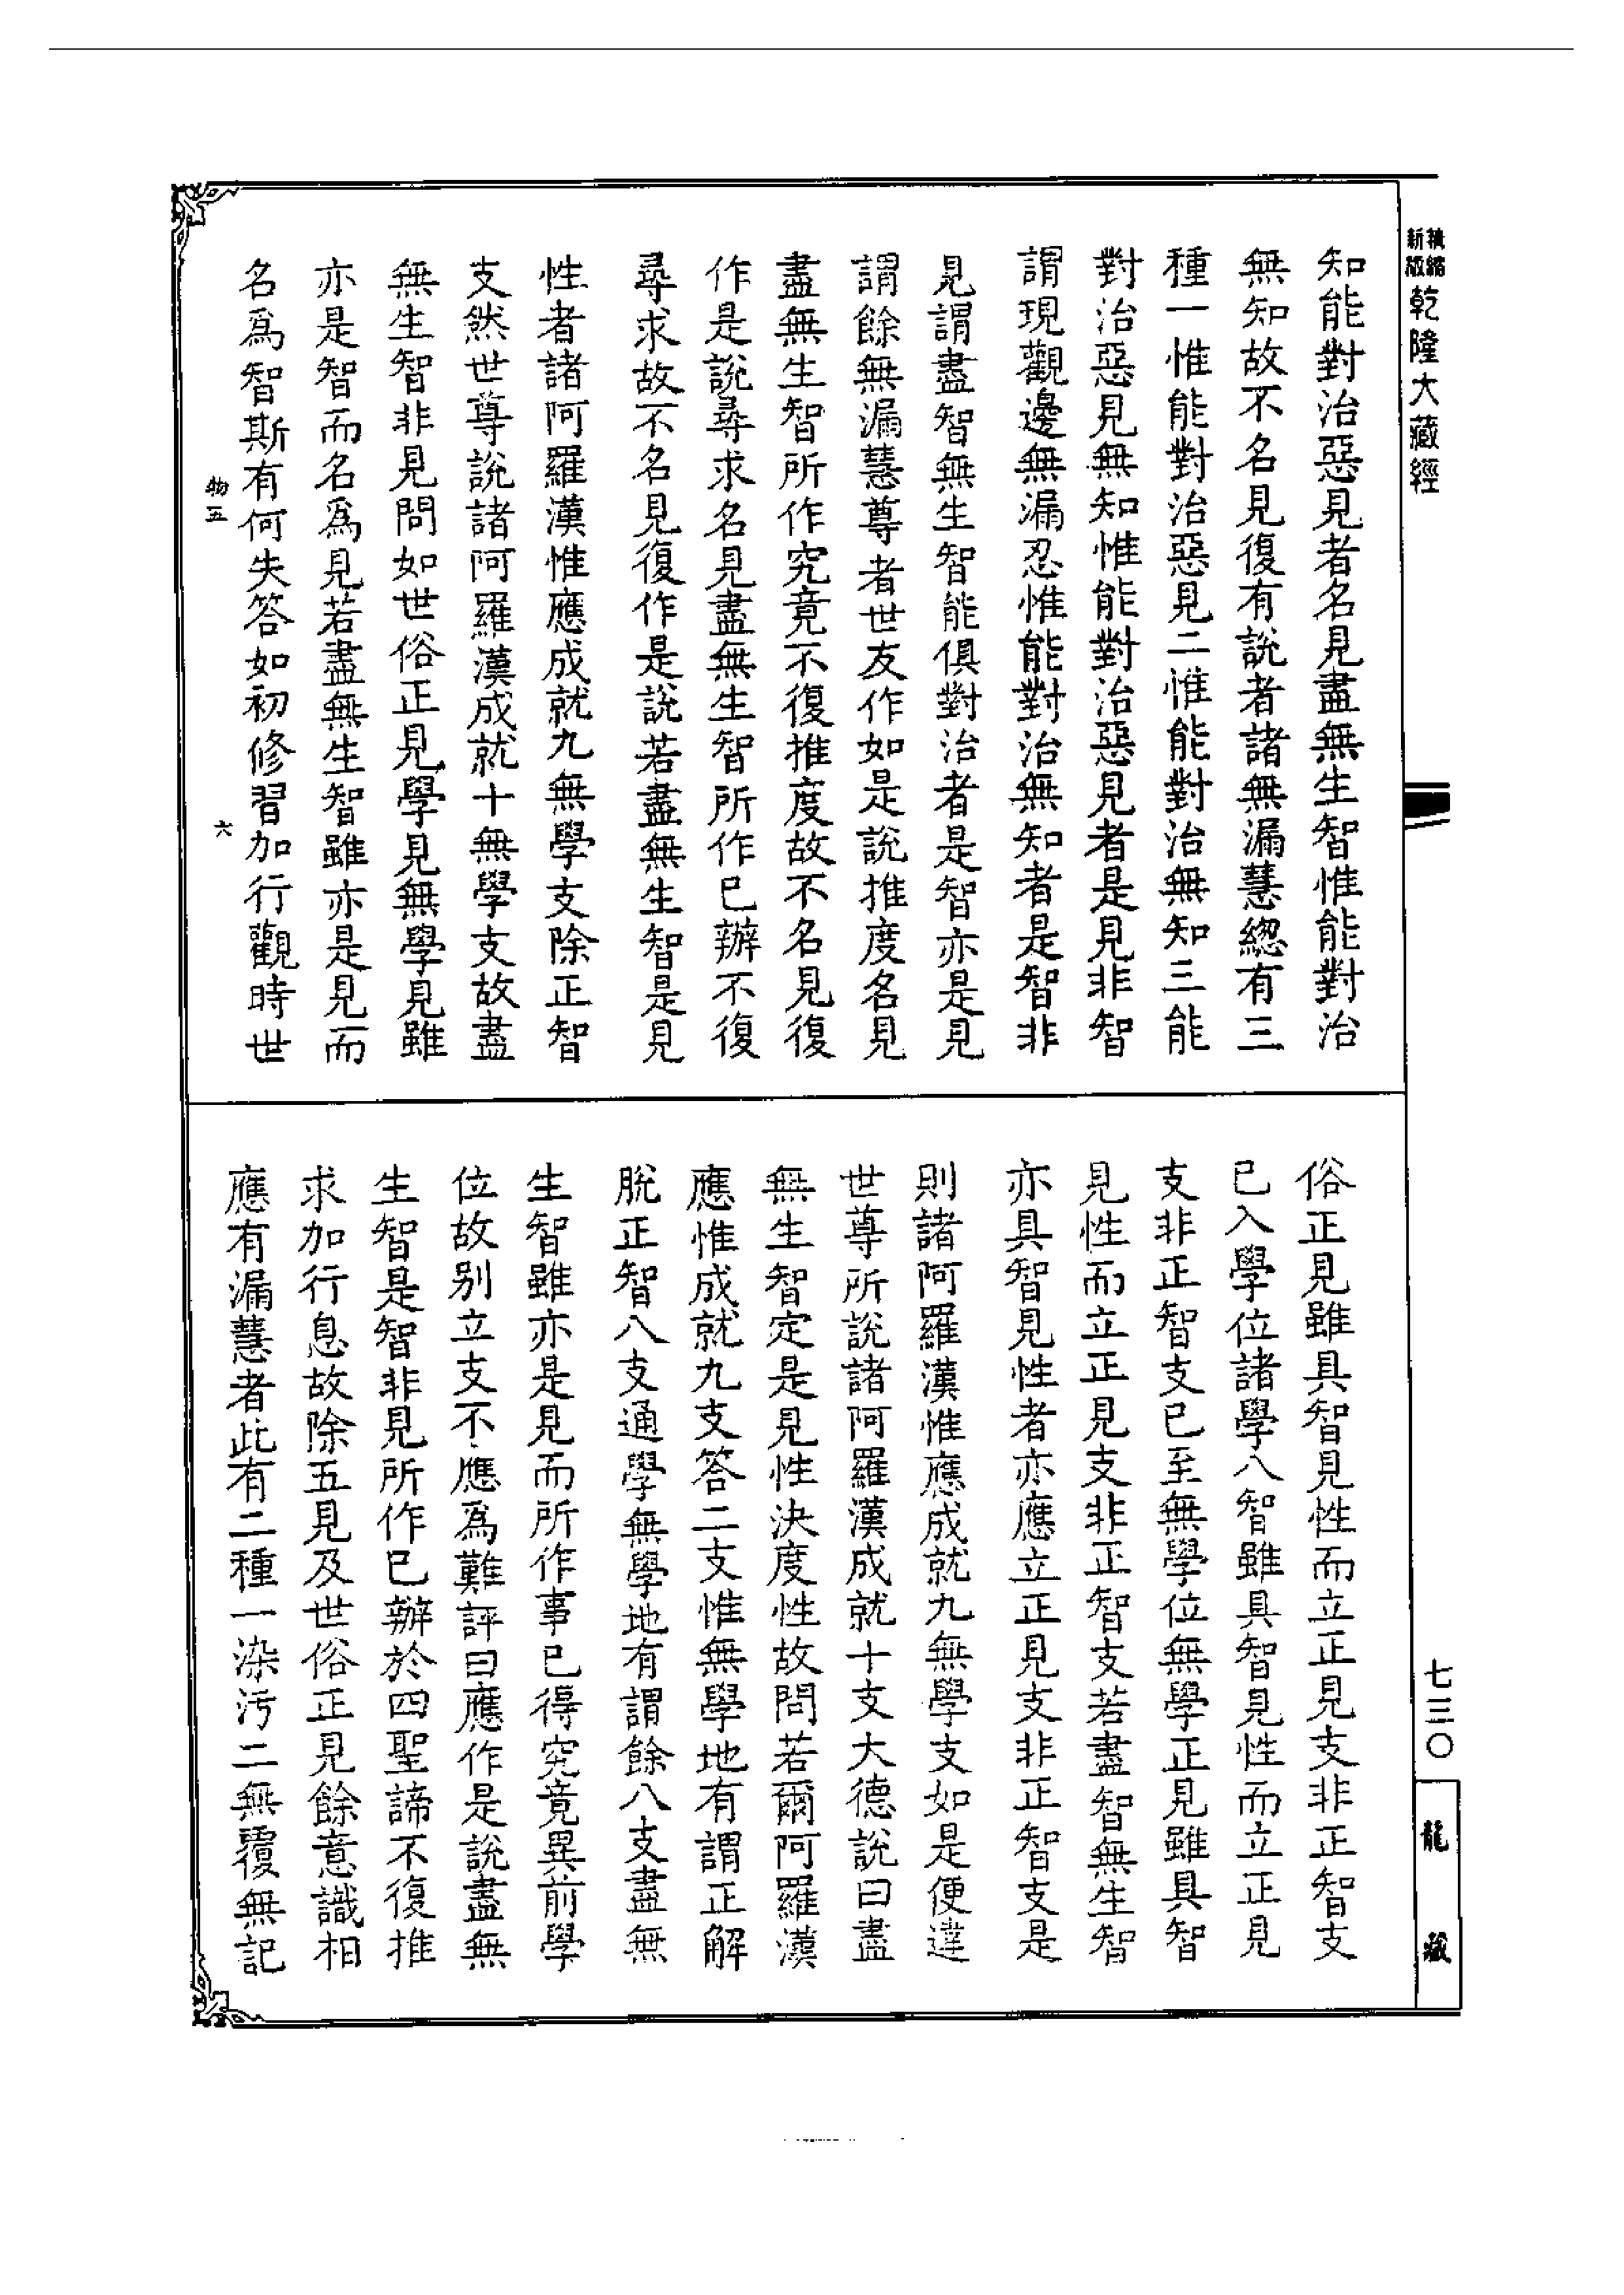 新版精縮乾隆大藏經
知能對治惡見者名見盡無生智惟能對治
無知故不名見復有說者諸無漏慧總有三
種一惟能對治惡見二惟能對治無知三能
對治惡見無知惟能對治惡見者是見非智
謂現觀邊無漏忍惟能對治無知者是智非
見謂盡智無生智能俱對治者是智亦是見
謂餘無漏慧尊者世友作如是說推度名見
盡無生智所作究竟不復推度故不名見復
作是說尋求名見盡無生智所作已辦不復
尋求故不名見復作是說若盡無生智是見
性者諸阿羅漢惟應成就九無學支除正智
支然世尊說諸阿羅漢成就十無學支故盡
無生智非見問如世俗正見學見無學見雖
亦是智而名爲見若盡無生智雖亦是見而
名爲智斯有何失答如初修習加行觀時世
物五
六
俗正見雖具智見性而立正見支非正智支
已入學位諸學八智雖具智見性而立正見
支非正智支已至無學位無學正見雖具智
見性而立正見支非正智支若盡智無生智
亦具智見性者亦應立正見支非正智支是
則諸阿羅漢惟應成就九無學支如是便違
世尊所說諸阿羅漢成就十支大德說曰盡
無生智定是見性決度性故問若爾阿羅漢
應惟成就九支答二支惟無學地有謂正解
脫正智八支通學無學地有謂餘八支盡無
生智雖亦是見而所作事已得究竟異前學
位故別立支不應爲難評曰應作是說盡無
生智是智非見所作已辦於四聖諦不復推
求加行息故除五見及世俗正見餘意識相
應有漏慧者此有二種一染污二無覆無記
七三〇
龍藏